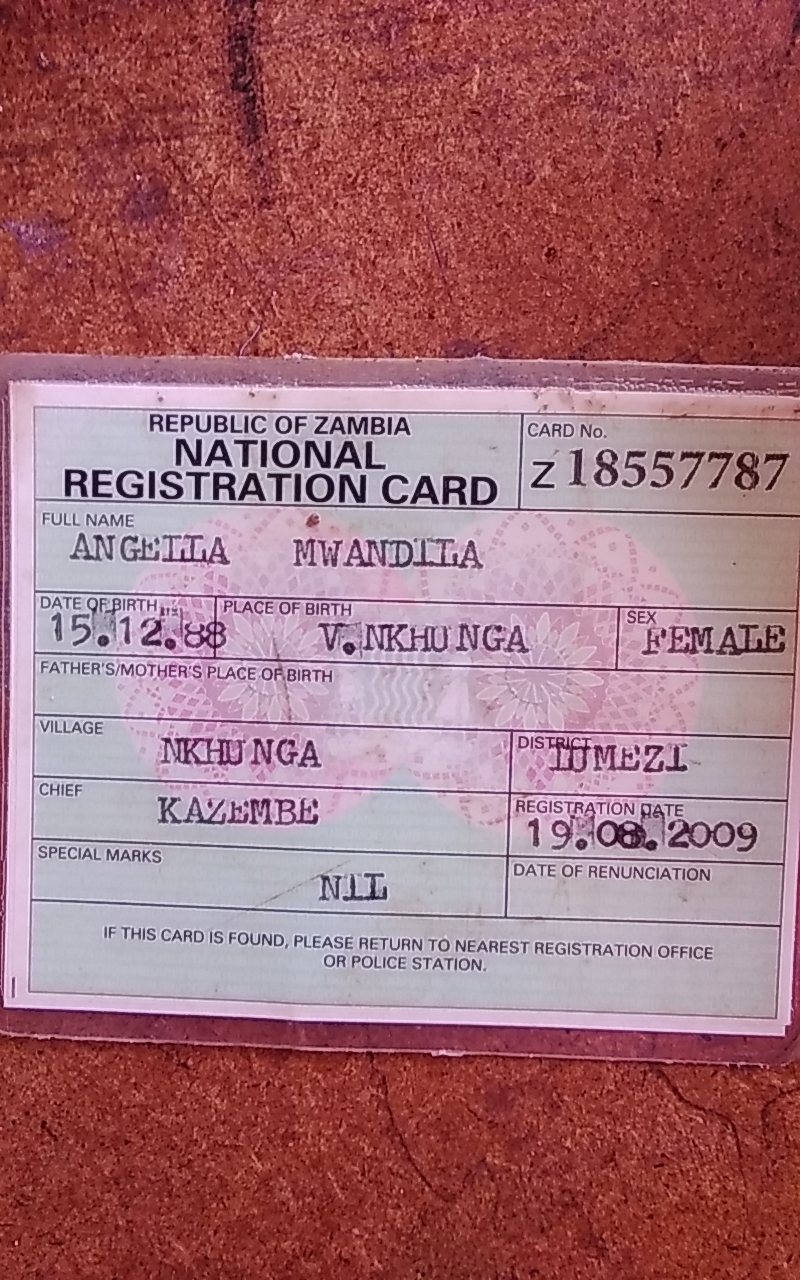 REPUBLIC OF ZAMBIA
NATIONAL
REGISTRATION CARD
CARD No.
Z 18557787
FULL NAME
ANGELLA MWANDILA
DATE OF BIRTH
PLACE OF BIRTH
SEX
15.12.88
V.NKHUNGA
FEMALE
FATHER'S/MOTHER'S PLACE OF BIRTH
VILLAGE
NKHUNGA
DISTRICT
LUMEZI
CHIEF
KAZEMBE
REGISTRATION DATE
19.08.2009
SPECIAL MARKS
NIL
DATE OF RENUNCIATION
IF THIS CARD IS FOUND, PLEASE RETURN TO NEAREST REGISTRATION OFFICE
OR POLICE STATION.